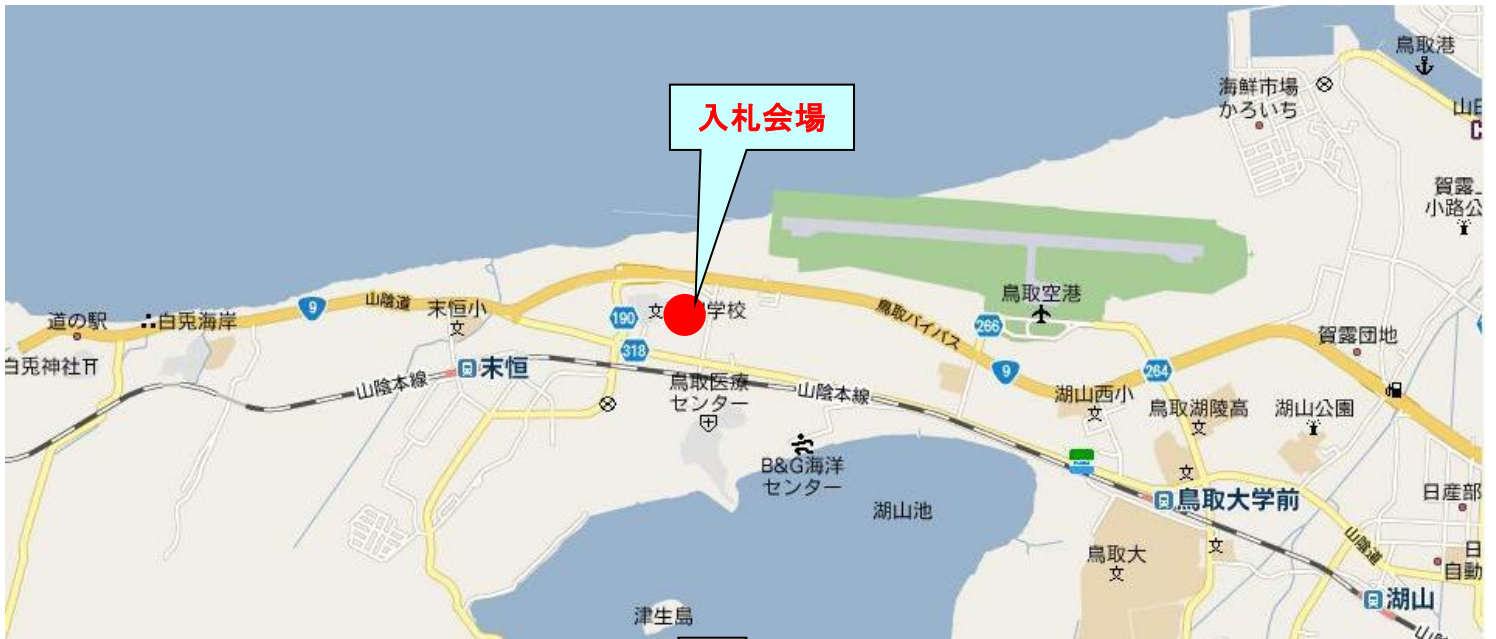 鳥取港
海鮮市場
かろいち
入札会場
賀露
小路公
鳥取空港
山陰道
9
末恒小
190
学校
鳥取バイパス
266
道の駅
白兎海岸
318
賀露団地
白兎神社
末恒
山陰本線
鳥取医療
センター
山陰本線
9
264
湖山西小
鳥取湖陵高
湖山公園
B&G海洋
センター
湖山池
鳥取大学前
日産部
鳥取大
山陰道
日
自動
湖山
津生島